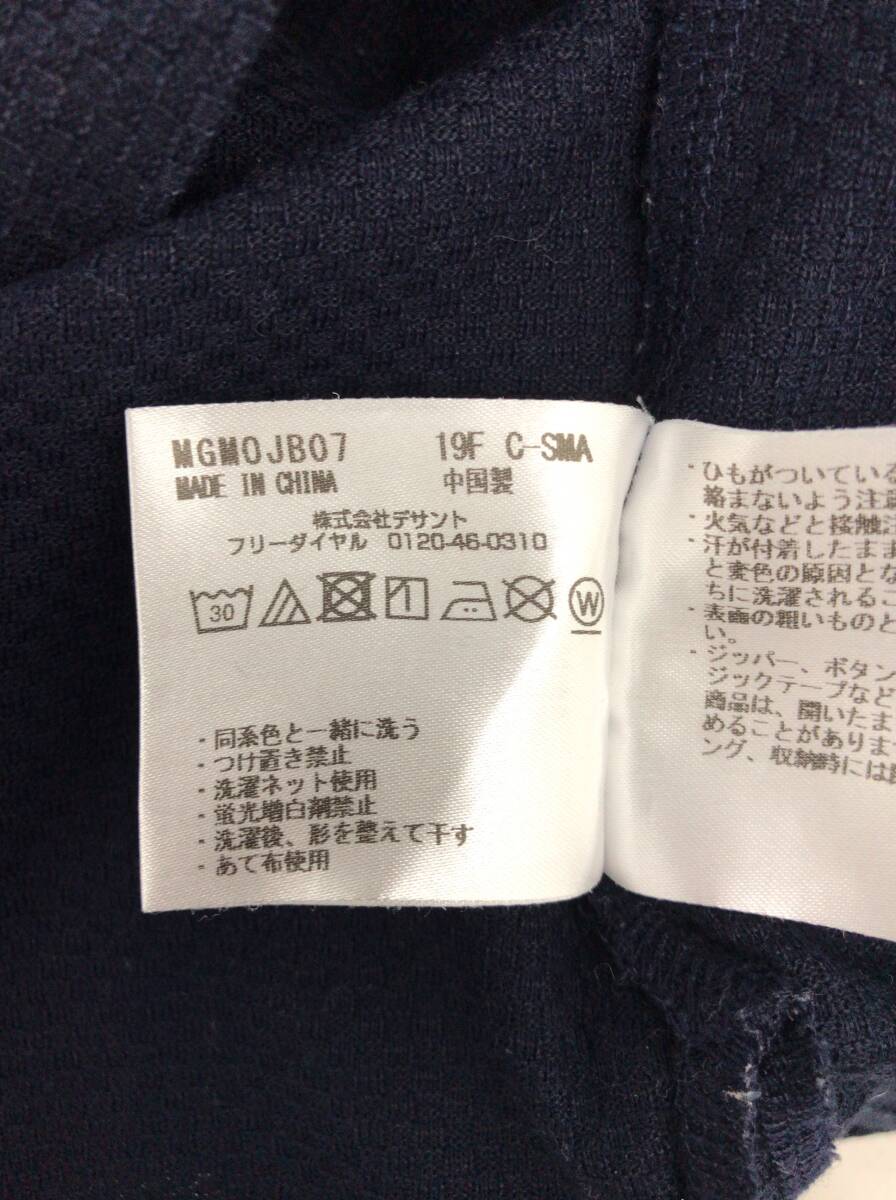 MGM0JB07 19F C-SMA
MADE IN CHINA 中国製
株式会社デサント
フリーダイヤル 0120-46-0310
30
W
・同系色と一緒に洗う
・つけ置き禁止
・洗濯ネット使用
・蛍光増白剤禁止
・洗濯後、形を整えて干す
・あて布使用
・ひもがついている
絡まないよう注意
・火気などと接触
・汗が付着したまま
と変色の原因とな
ちに洗濯されるこ
・表面の粗いものと
い。
・ジッパー、ボタン
ジックテープなど
商品は、開いたま
めることがありま
ング、収納時には